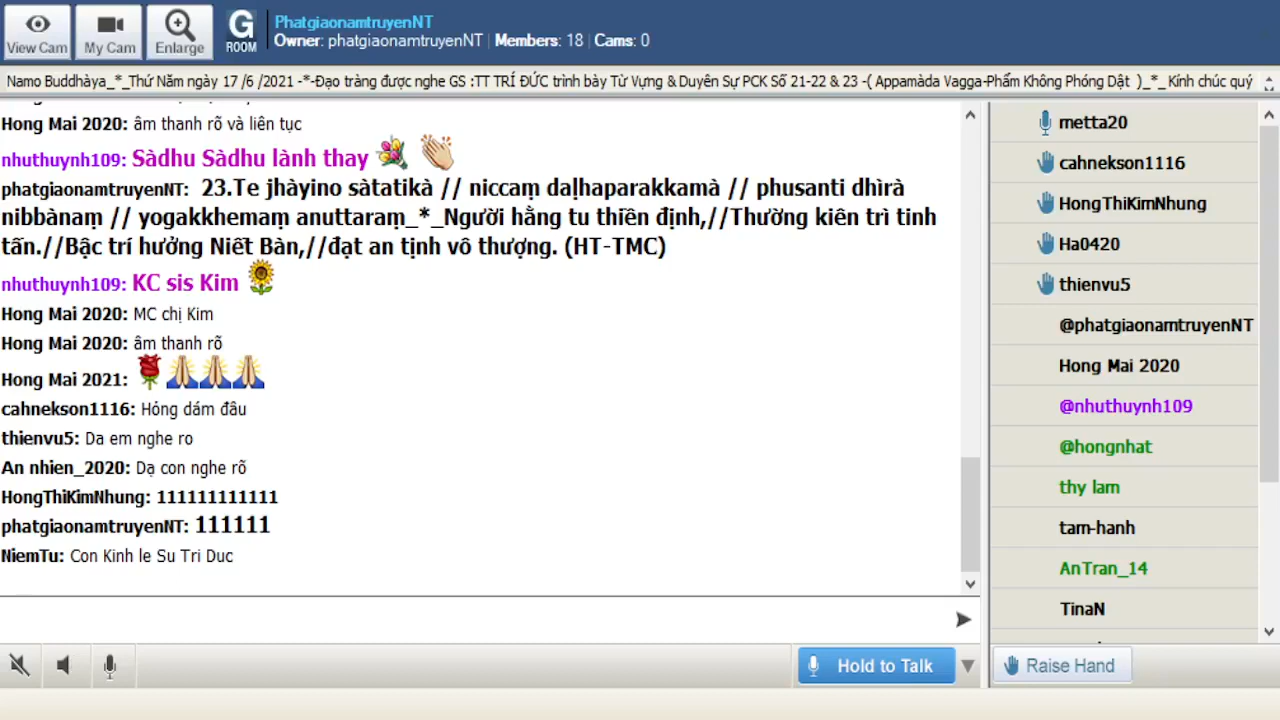 View Cam
My Cam
Enlarge
G
ROOM
PhatgiaonamtruyenNT
Owner: phatgiaonamtruyenNT | Members: 18 | Cams: 0
Namo Buddhàya_*_Thứ Năm ngày 17 /6 /2021 -*-Đạo tràng được nghe GS :TT TRÍ ĐỨC trình bày Từ Vựng & Duyên Sự PCK Số 21-22 & 23 -( Appamàda Vagga-Phẩm Không Phóng Dật )_*_Kính chúc quý
Hong Mai 2020: âm thanh rõ và liên tục
nhuthuynh109: Sàdhu Sàdhu lành thay
phatgiaonamtruyenNT: 23.Te jhàyino sàtatikà // niccaṃ daḷhaparakkamà // phusanti dhìrà
nibbànaṃ // yogakkhemaṃ anuttaraṃ_*_Người hằng tu thiền định,//Thường kiên trì tinh
tấn.//Bậc trí hưởng Niết Bàn,//đạt an tịnh vô thượng. (HT-TMC)
nhuthuynh109: KC sis Kim
Hong Mai 2020: MC chị Kim
Hong Mai 2020: âm thanh rõ
Hong Mai 2021:
cahnekson1116: Hỏng dám đâu
thienvu5: Da em nghe ro
An nhien_2020: Dạ con nghe rõ
HongThiKimNhung: 111111111111
phatgiaonamtruyenNT: 111111
NiemTu: Con Kinh le Su Tri Duc
metta20
cahnekson1116
HongThiKimNhung
Ha0420
thienvu5
@phatgiaonamtruyenNT
Hong Mai 2020
@nhuthuynh109
@hongnhat
thy lam
tam-hanh
AnTran_14
TinaN
Hold to Talk
Raise Hand